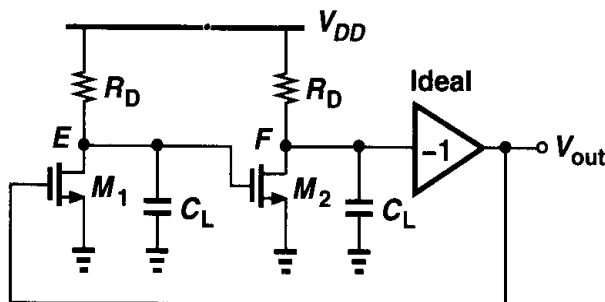 V_DD
R_D R_D Ideal
E F
−1 V_out
M_1 M_2
C_L C_L